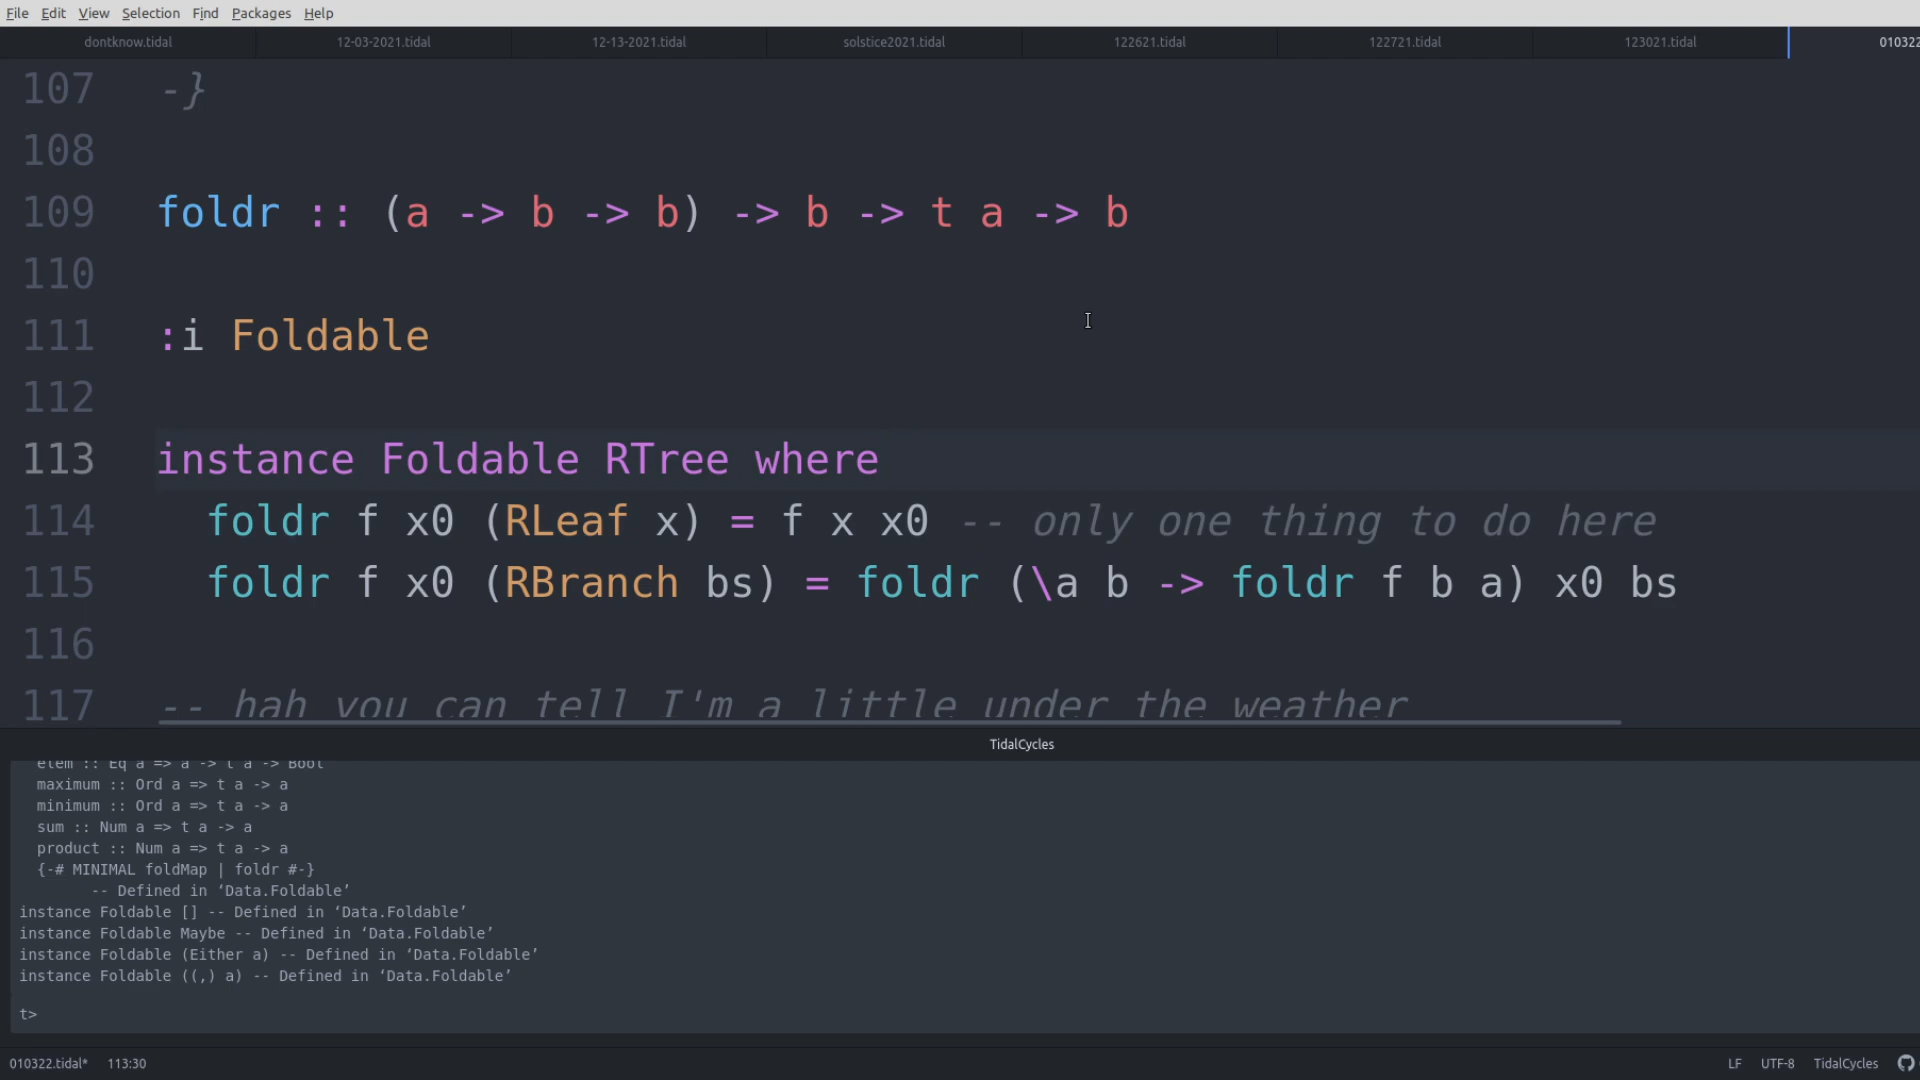 File Edit View Selection Find Packages Help
dontknow.tidal 12-03-2021.tidal 12-13-2021.tidal solstice2021.tidal 122621.tidal 122721.tidal 123021.tidal 010322
107 -}
108
109 foldr :: (a -> b -> b) -> b -> t a -> b
110
111 :i Foldable
112
113 instance Foldable RTree where
114 foldr f x0 (RLeaf x) = f x x0 -- only one thing to do here
115 foldr f x0 (RBranch bs) = foldr (\a b -> foldr f b a) x0 bs
116
117 -- hah you can tell I'm a little under the weather
TidalCycles
elem :: Eq a => a -> t a -> Bool
maximum :: Ord a => t a -> a
minimum :: Ord a => t a -> a
sum :: Num a => t a -> a
product :: Num a => t a -> a
{-# MINIMAL foldMap | foldr #-}
-- Defined in ‘Data.Foldable’
instance Foldable [] -- Defined in ‘Data.Foldable’
instance Foldable Maybe -- Defined in ‘Data.Foldable’
instance Foldable (Either a) -- Defined in ‘Data.Foldable’
instance Foldable ((,) a) -- Defined in ‘Data.Foldable’
t>
010322.tidal* 113:30 LF UTF-8 TidalCycles